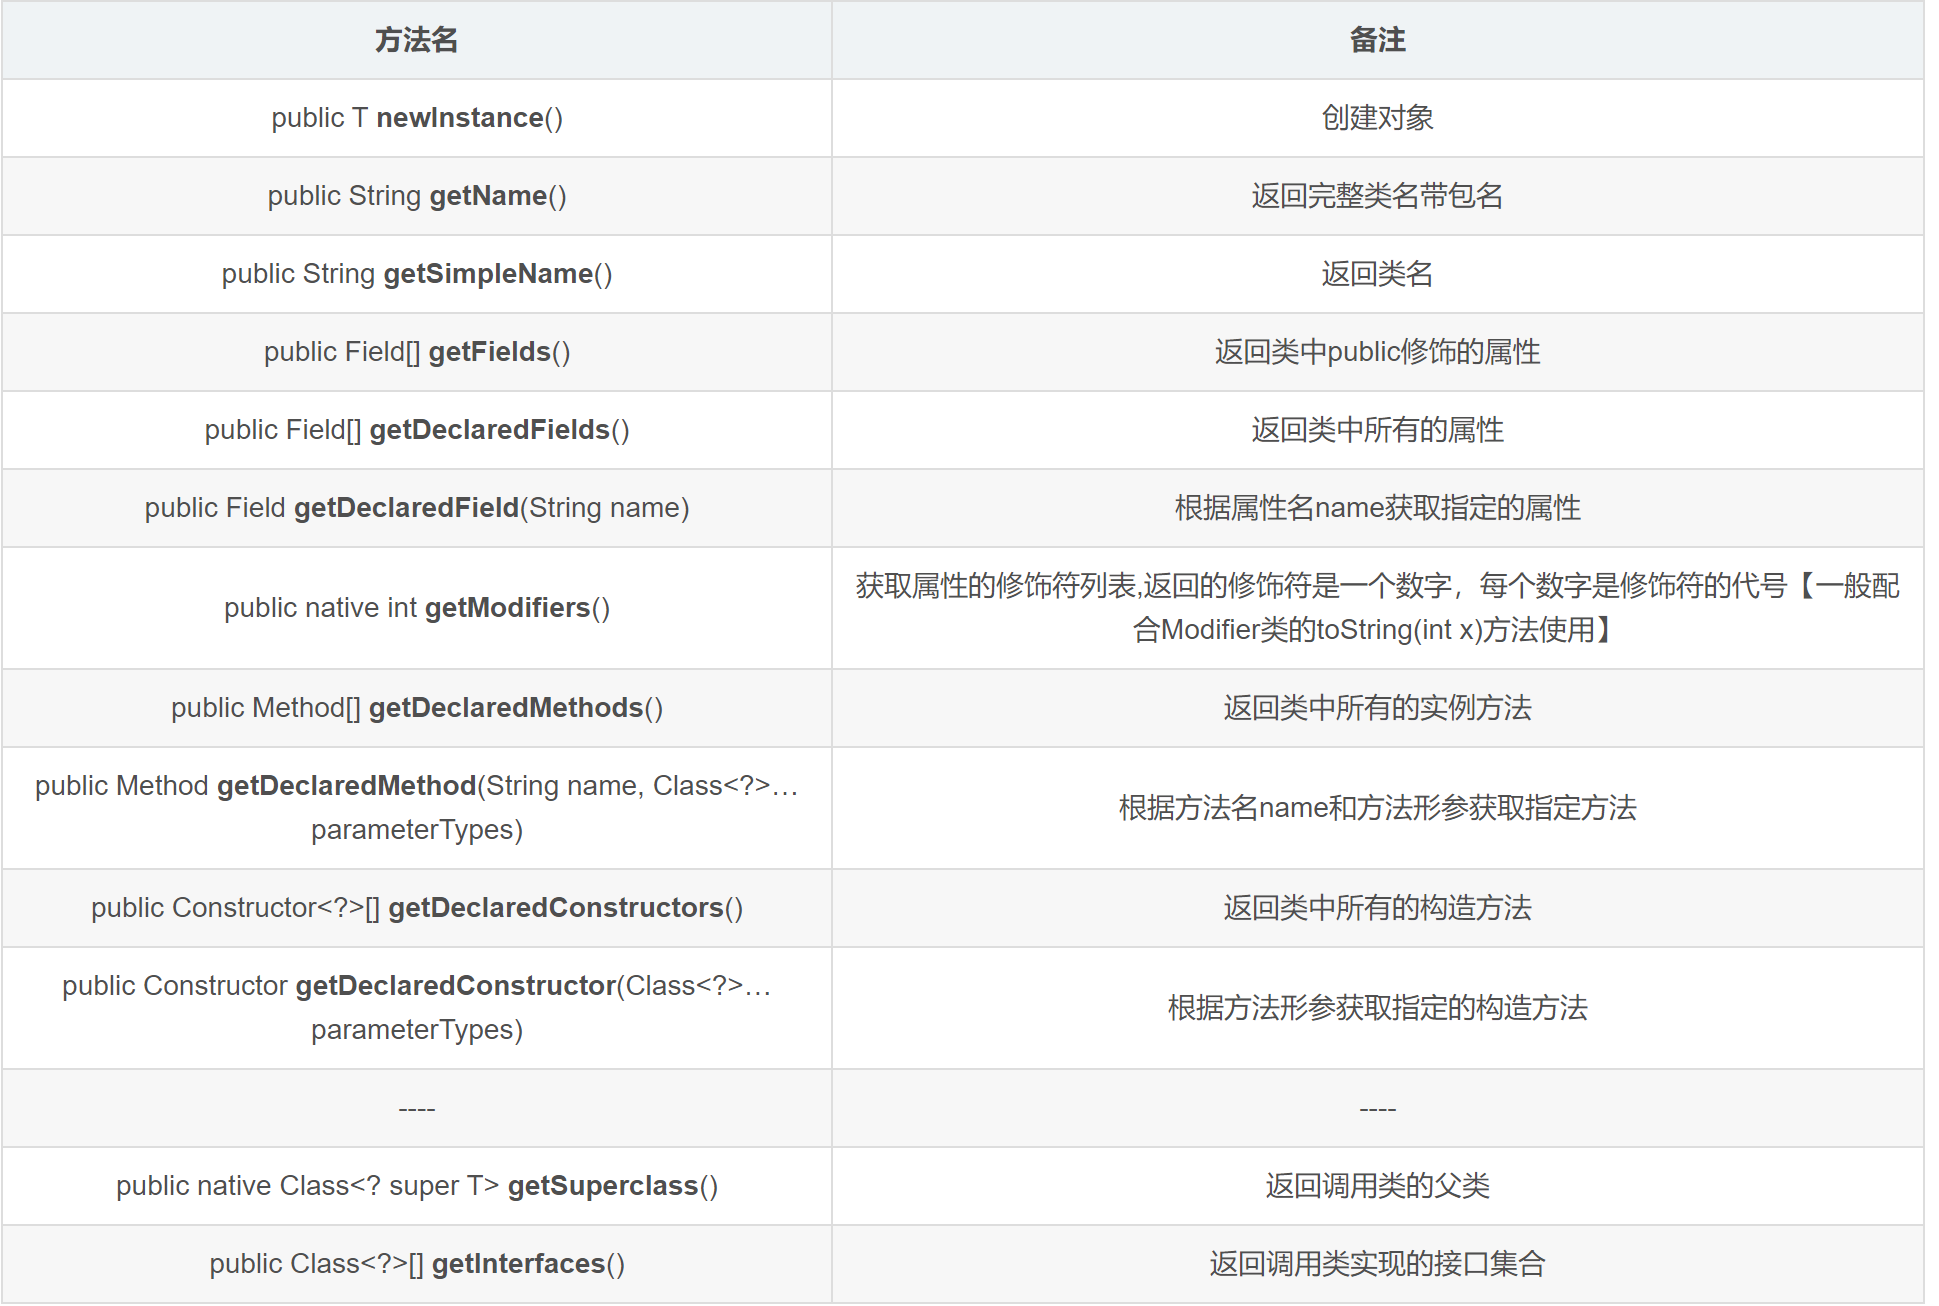 方法名 备注
public T newInstance() 创建对象
public String getName() 返回完整类名带包名
public String getSimpleName() 返回类名
public Field[] getFields() 返回类中public修饰的属性
public Field[] getDeclaredFields() 返回类中所有的属性
public Field getDeclaredField(String name) 根据属性名name获取指定的属性
public native int getModifiers() 获取属性的修饰符列表,返回的修饰符是一个数字，每个数字是修饰符的代号【一般配
合Modifier类的toString(int x)方法使用】
public Method[] getDeclaredMethods() 返回类中所有的实例方法
public Method getDeclaredMethod(String name, Class<?>…
parameterTypes) 根据方法名name和方法形参获取指定方法
public Constructor<?>[] getDeclaredConstructors() 返回类中所有的构造方法
public Constructor getDeclaredConstructor(Class<?>…
parameterTypes) 根据方法形参获取指定的构造方法
---- ----
public native Class<? super T> getSuperclass() 返回调用类的父类
public Class<?>[] getInterfaces() 返回调用类实现的接口集合